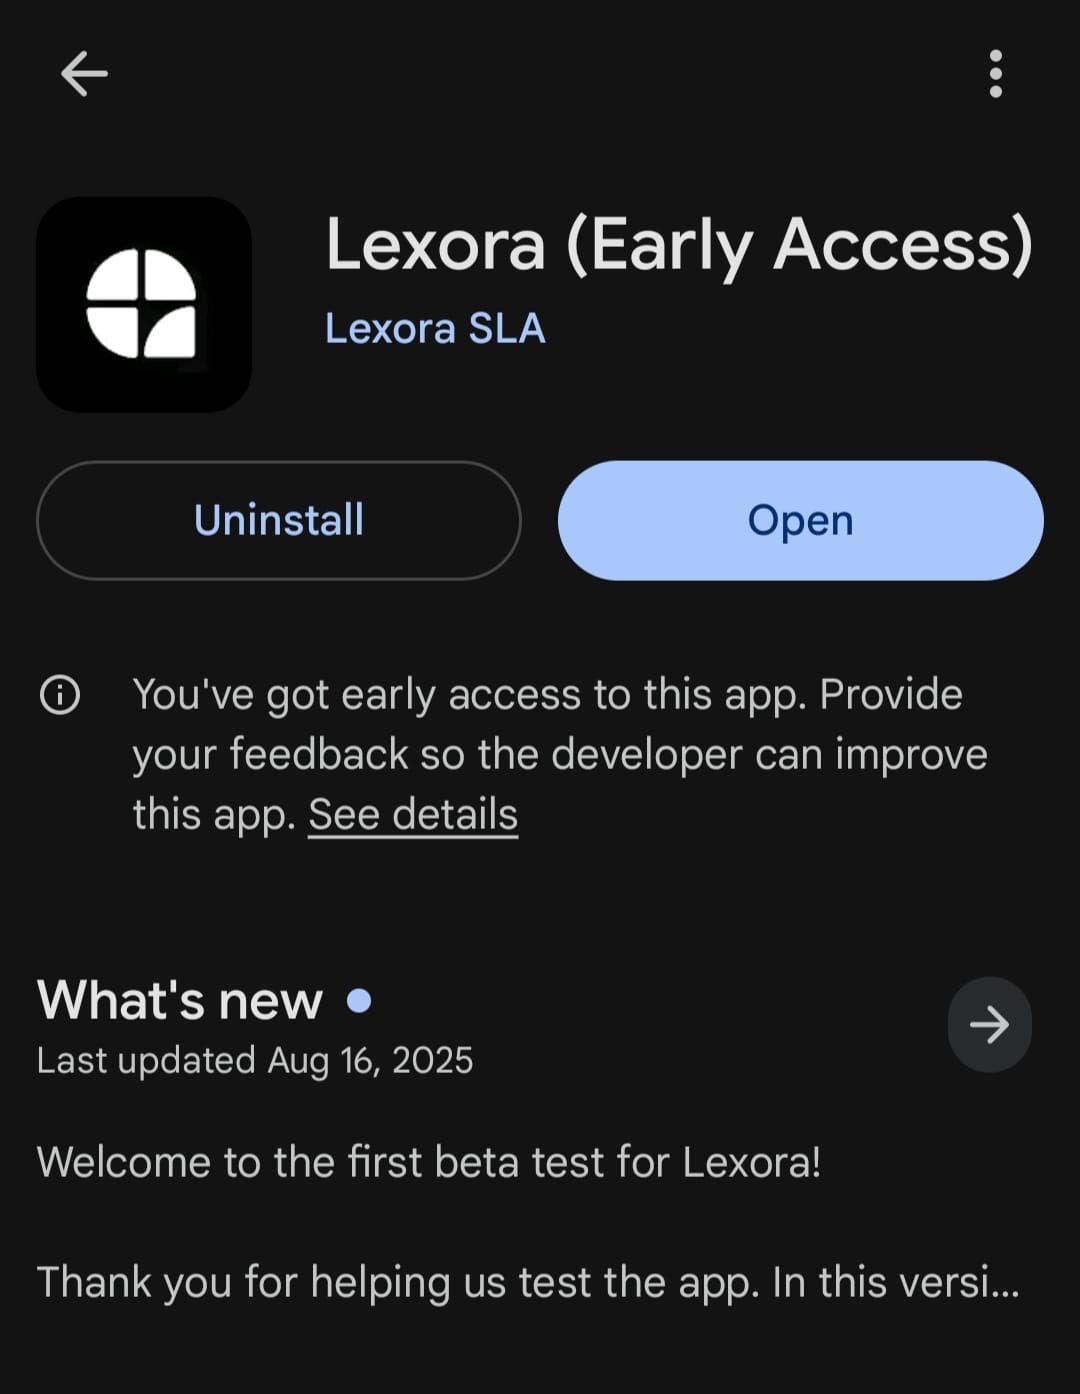 Lexora (Early Access)
Lexora SLA
Uninstall
Open
You've got early access to this app. Provide
your feedback so the developer can improve
this app. See details
What's new
Last updated Aug 16, 2025
Welcome to the first beta test for Lexora!
Thank you for helping us test the app. In this versi...